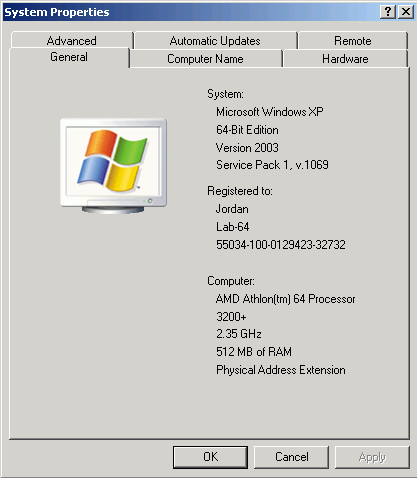 System Properties
Advanced
Automatic Updates
Remote
General
Computer Name
Hardware
System:
Microsoft Windows XP
64-Bit Edition
Version 2003
Service Pack 1, v.1069
Registered to:
Jordan
Lab-64
55034-100-0129423-32732
Computer:
AMD Athlon(tm) 64 Processor
3200+
2.35 GHz
512 MB of RAM
Physical Address Extension
OK
Cancel
Apply